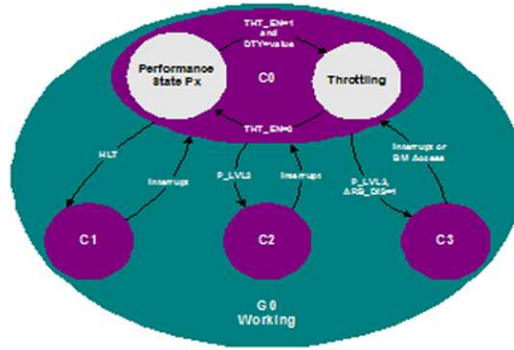 THT_EN=1
and
DTY=value
Performance
State Px
C0
Throttling
THT_EN=0
HLT
Interrupt
P_LVL2
Interrupt
P_LVL3,
ARB_DIS=1
Interrupt or
BM Access
C1
C2
C3
G0
Working